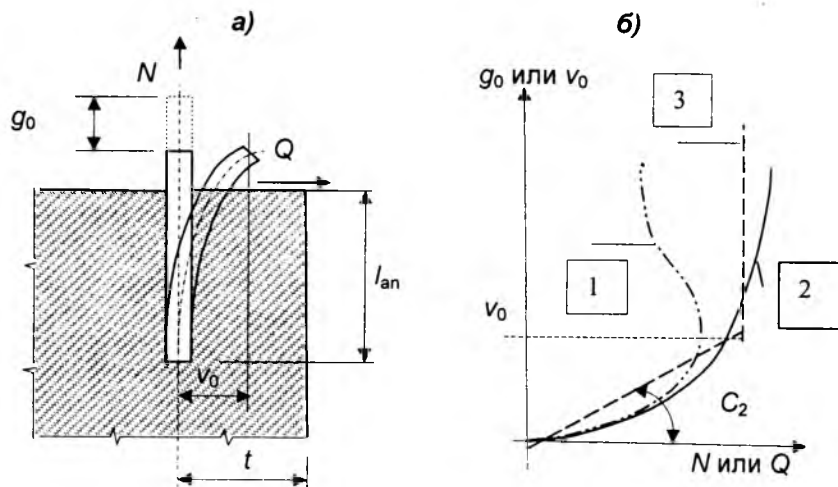 а)
N
g₀
Q
lₐₙ
v₀
t
б)
g₀ или v₀
3
1
2
v₀
C₂
N или Q